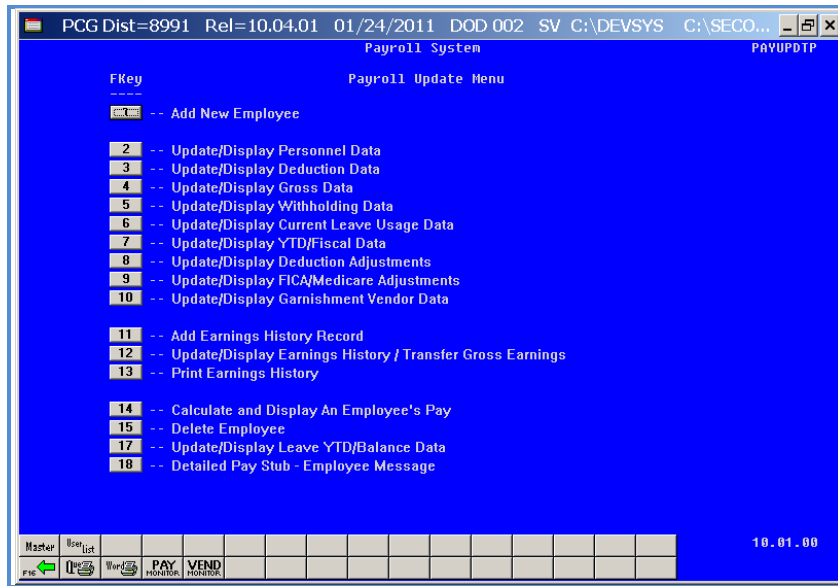 PCG Dist=8991 Rel=10.04.01 01/24/2011 DOD 002 SV C:\DEVSYS C:\SECO...
Payroll System PAYUPDTP
FKey Payroll Update Menu
----
1 -- Add New Employee
2 -- Update/Display Personnel Data
3 -- Update/Display Deduction Data
4 -- Update/Display Gross Data
5 -- Update/Display Withholding Data
6 -- Update/Display Current Leave Usage Data
7 -- Update/Display YTD/Fiscal Data
8 -- Update/Display Deduction Adjustments
9 -- Update/Display FICA/Medicare Adjustments
10 -- Update/Display Garnishment Vendor Data
11 -- Add Earnings History Record
12 -- Update/Display Earnings History / Transfer Gross Earnings
13 -- Print Earnings History
14 -- Calculate and Display An Employee's Pay
15 -- Delete Employee
17 -- Update/Display Leave YTD/Balance Data
18 -- Detailed Pay Stub - Employee Message
Master User List 10.01.00
F16 Que Word PAY MONITOR VEND MONITOR